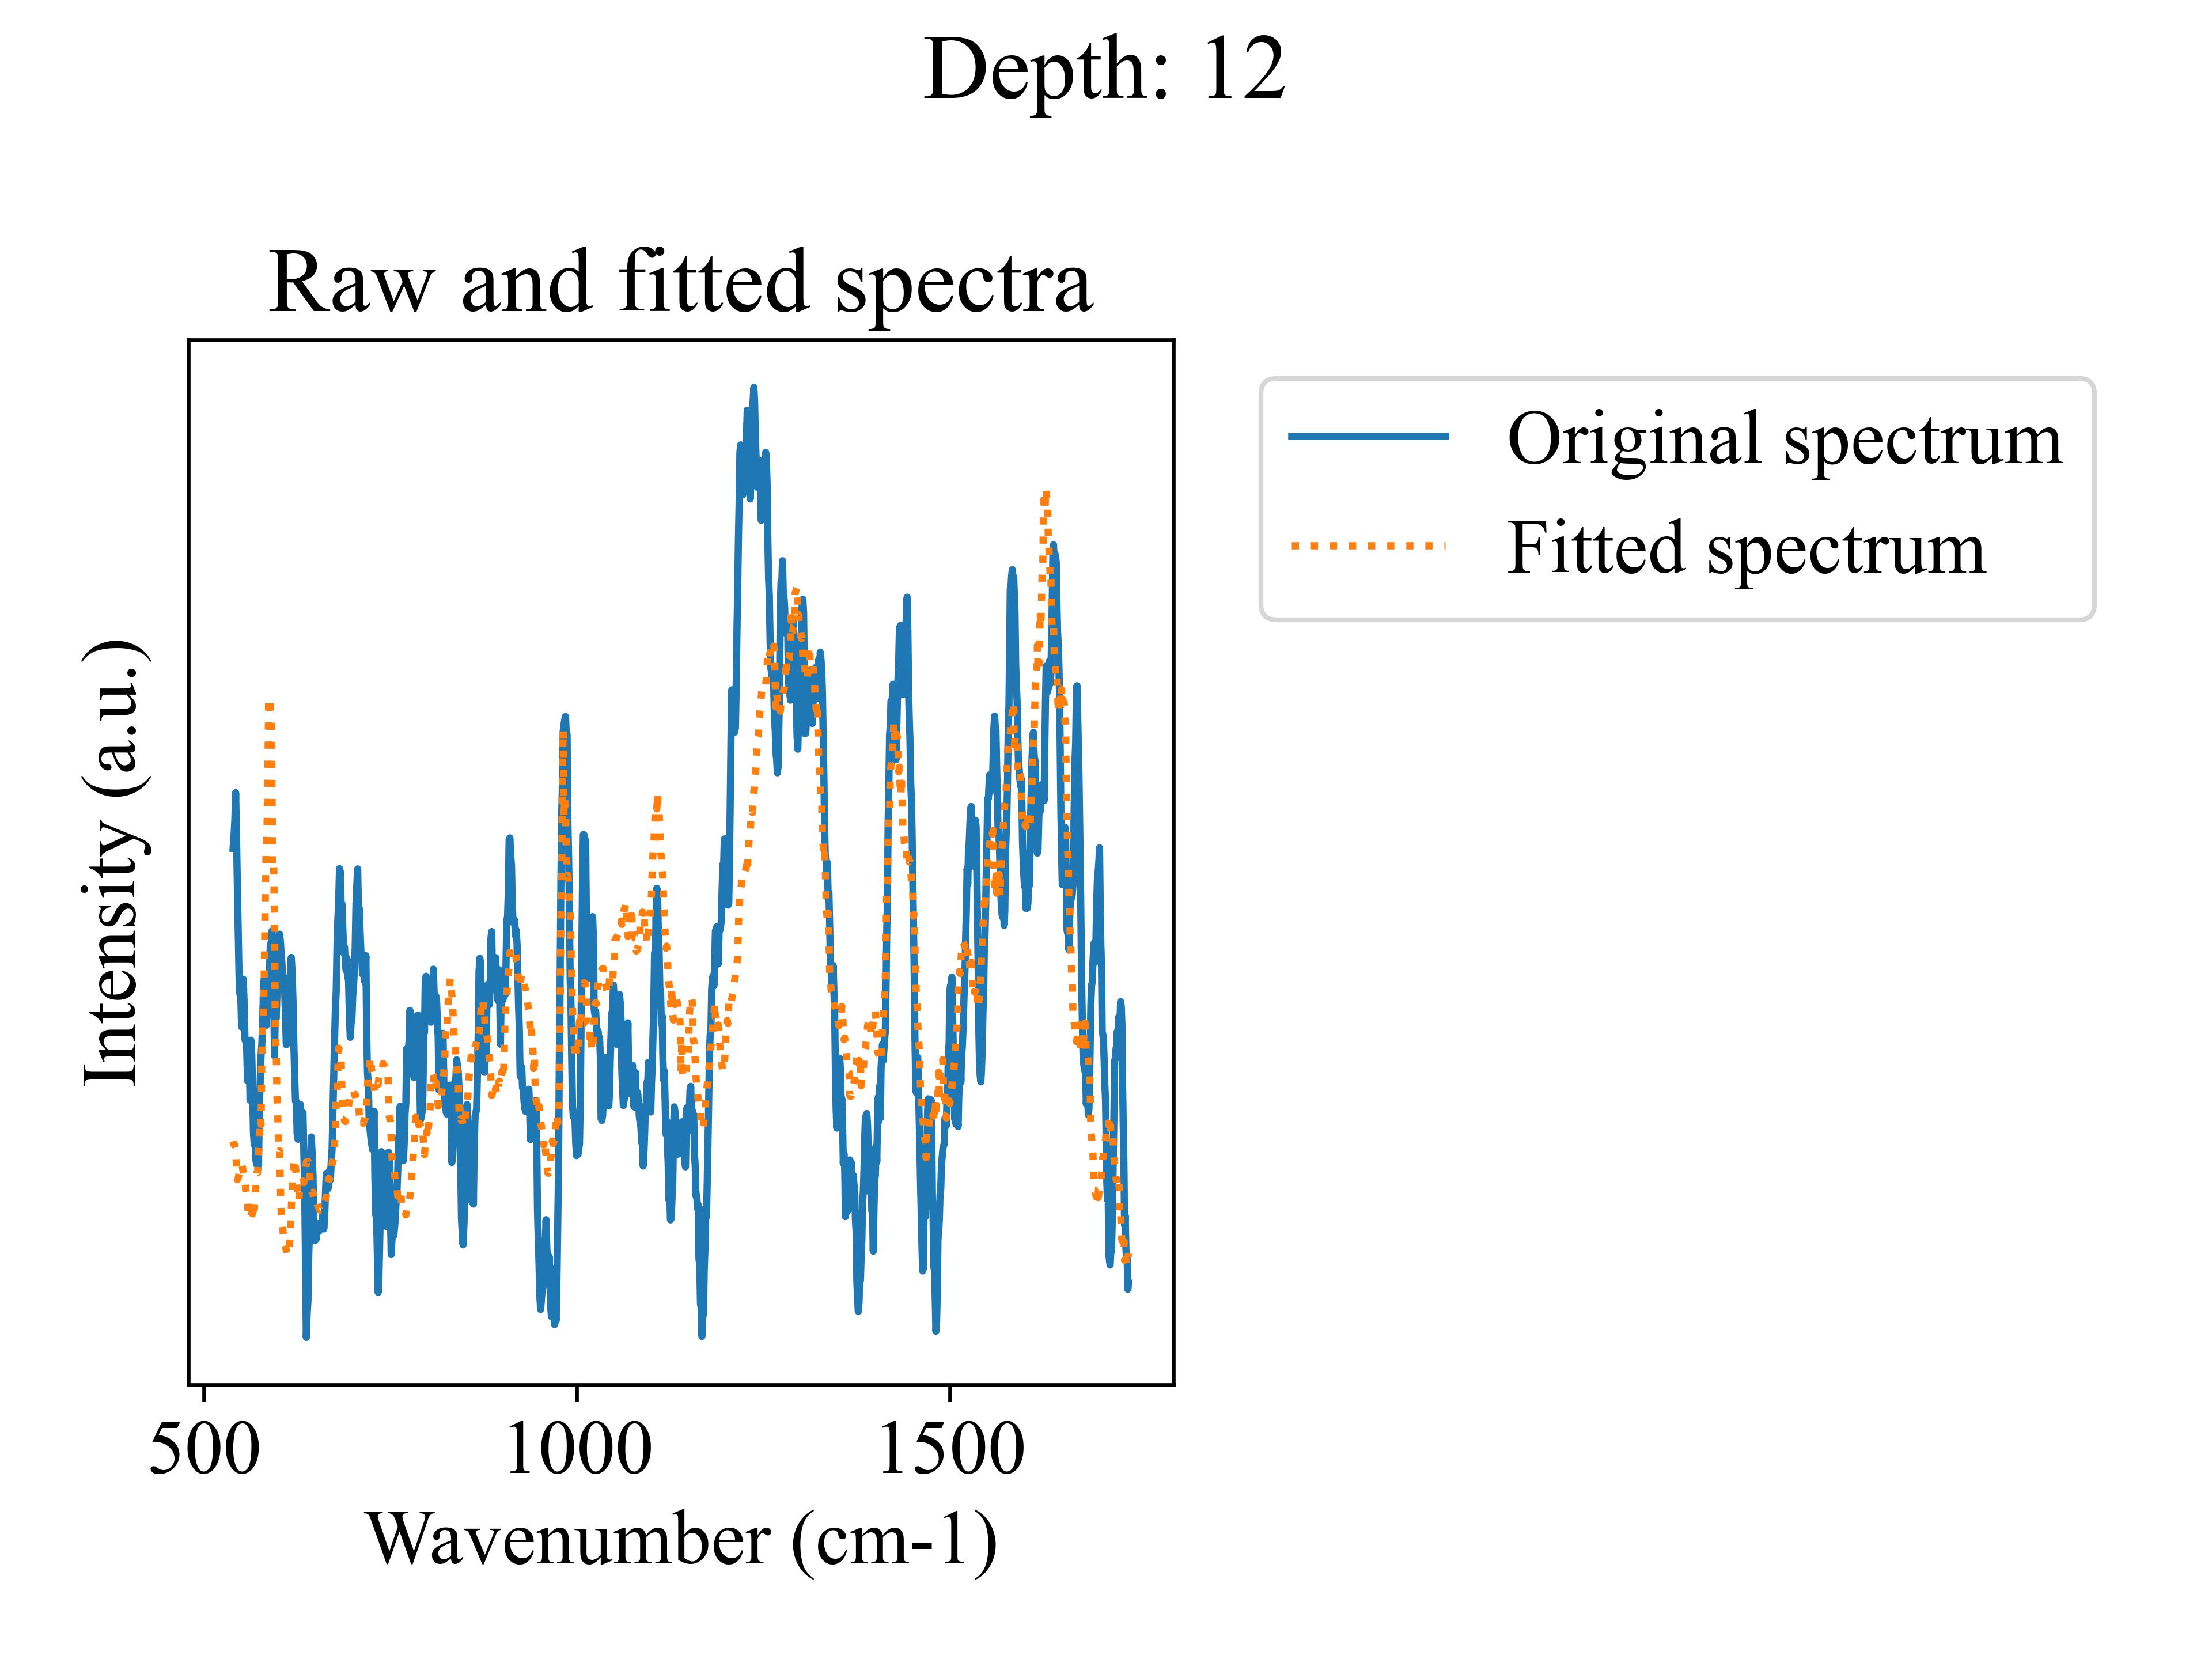 Depth: 12
Raw and fitted spectra
Original spectrum
Fitted spectrum
Intensity (a.u.)
500 1000 1500
Wavenumber (cm-1)